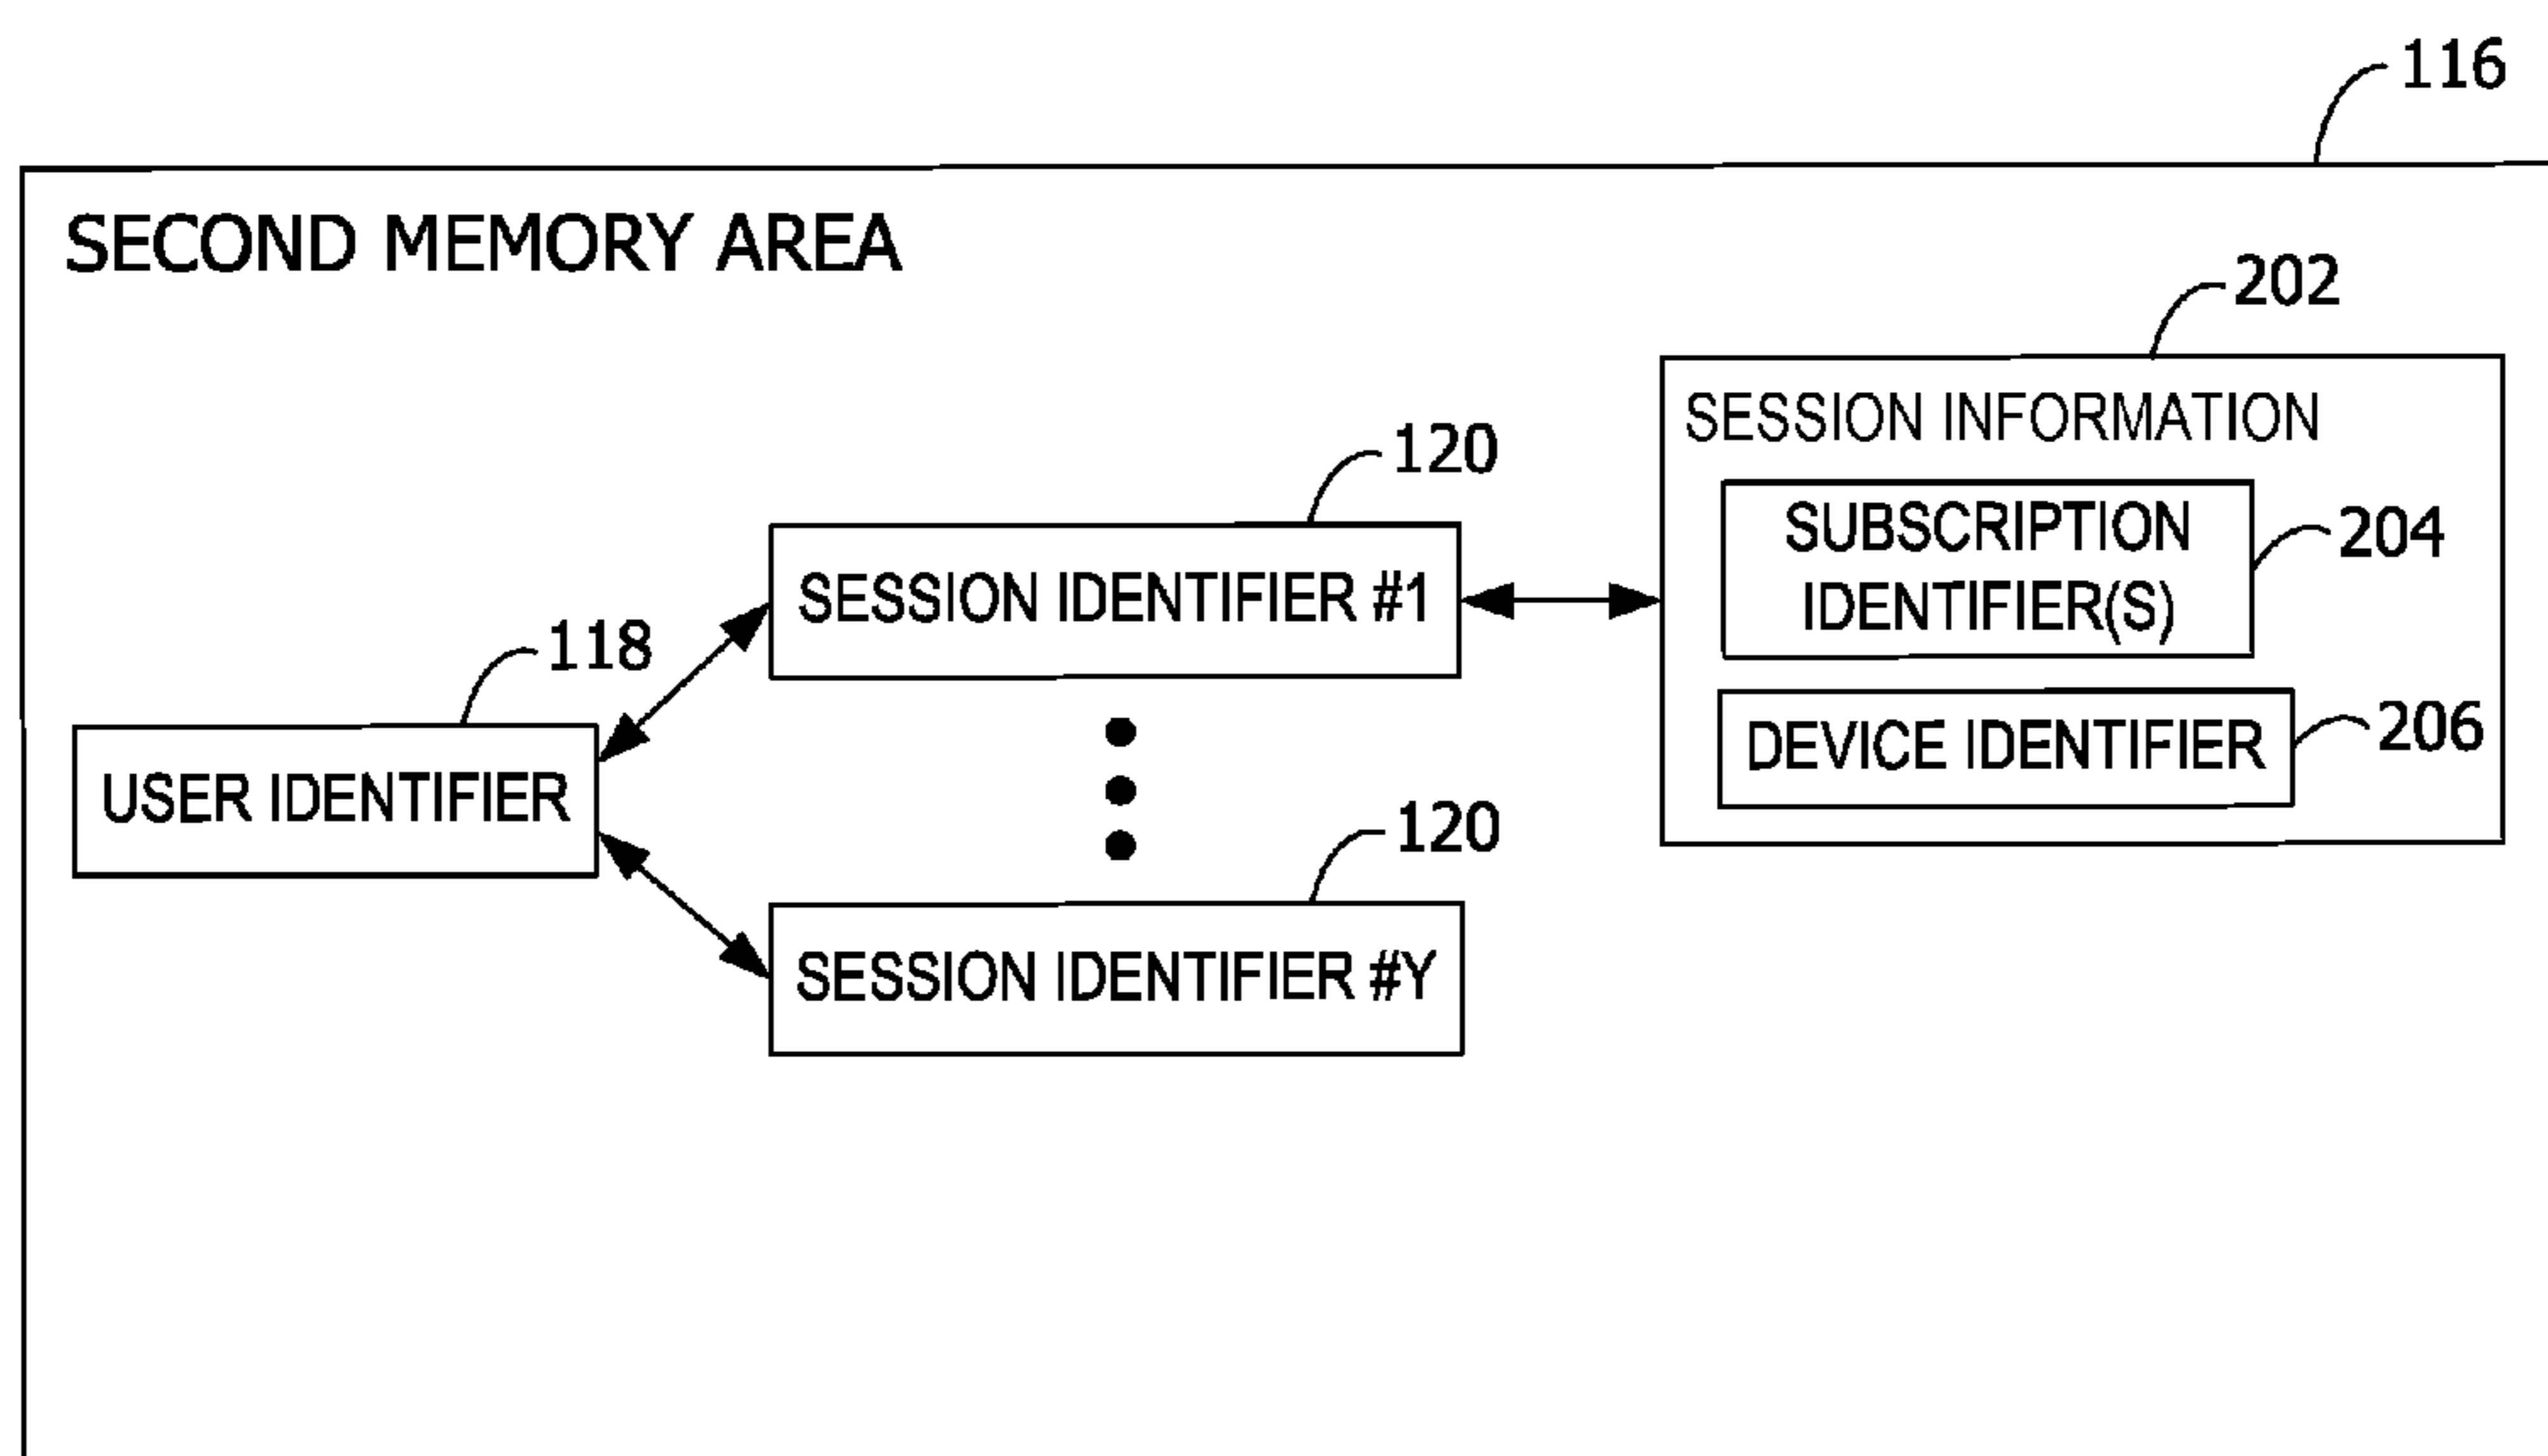 116
SECOND MEMORY AREA
202
SESSION INFORMATION
120
SUBSCRIPTION
IDENTIFIER(S)
204
SESSION IDENTIFIER #1
118
DEVICE IDENTIFIER
206
USER IDENTIFIER
120
SESSION IDENTIFIER #Y